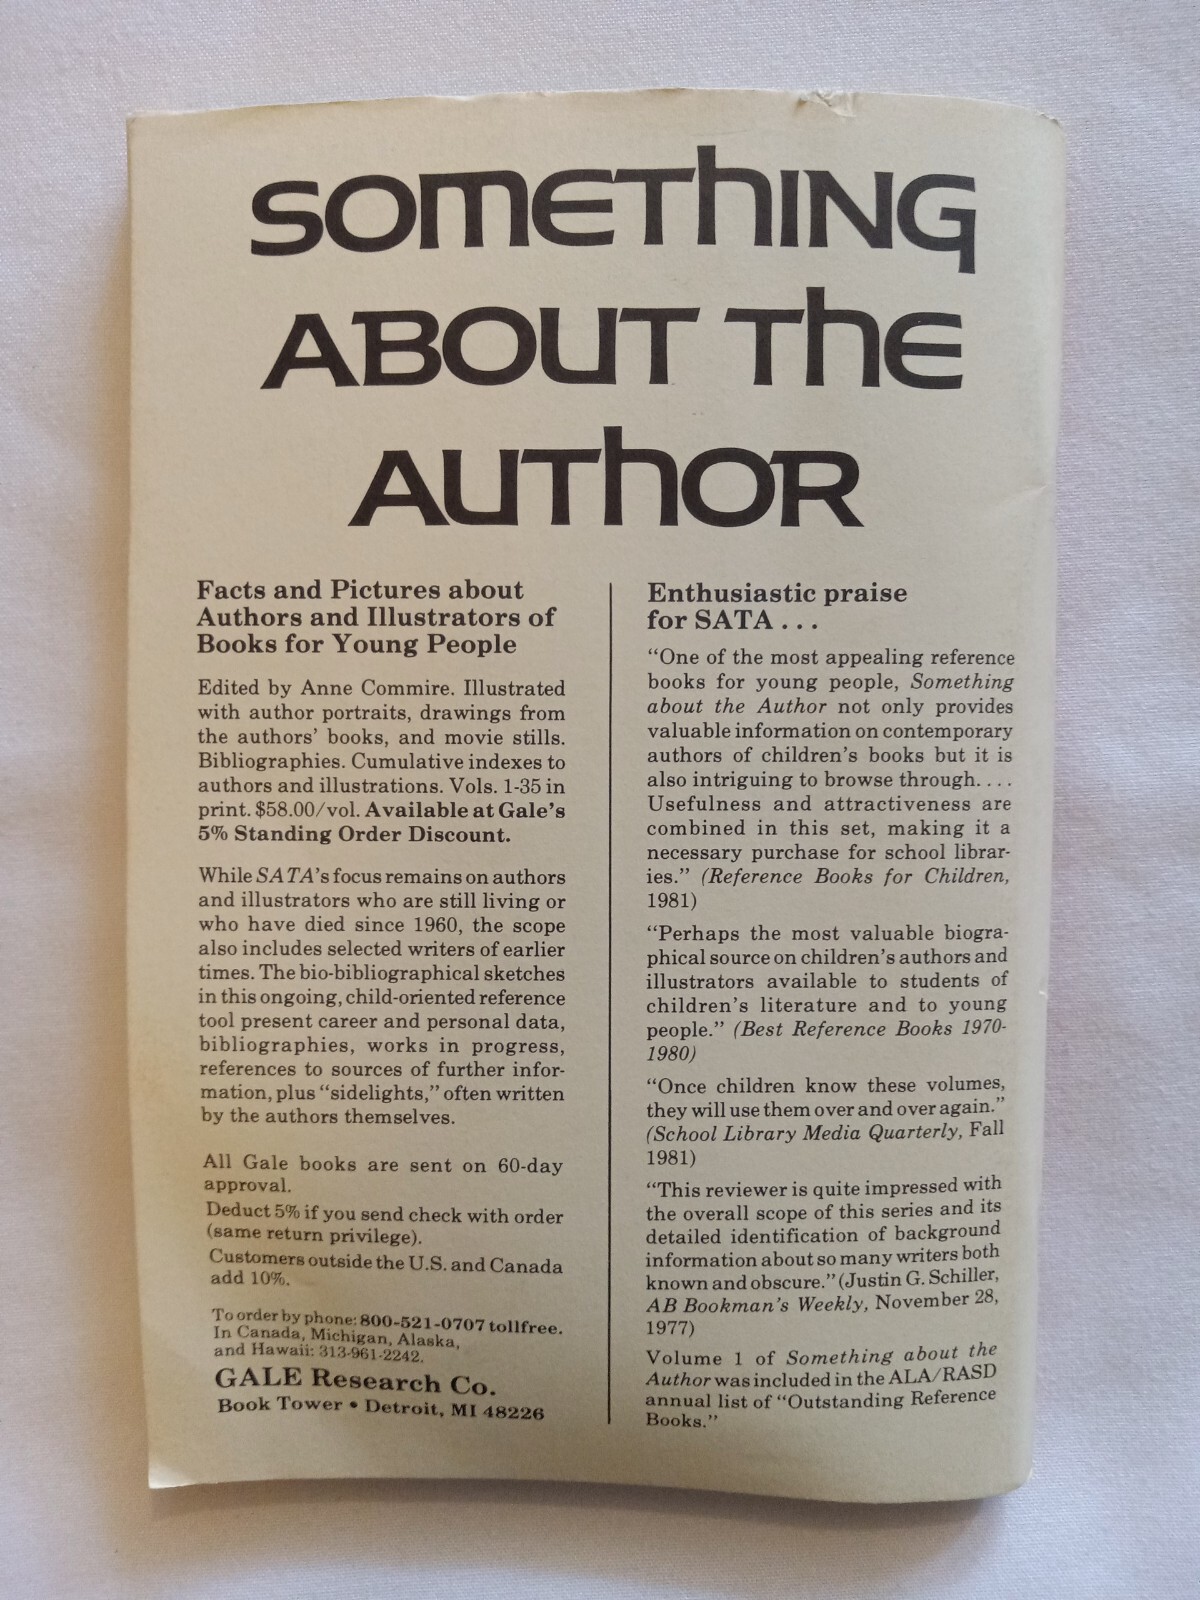 SOMEThING
ABOUT ThE
AUThOR
Facts and Pictures about
Authors and Illustrators of
Books for Young People
Edited by Anne Commire. Illustrated
with author portraits, drawings from
the authors' books, and movie stills.
Bibliographies. Cumulative indexes to
authors and illustrations. Vols. 1-35 in
print. $58.00/vol. Available at Gale's
5% Standing Order Discount.
While SATA's focus remains on authors
and illustrators who are still living or
who have died since 1960, the scope
also includes selected writers of earlier
times. The bio-bibliographical sketches
in this ongoing, child-oriented reference
tool present career and personal data,
bibliographies, works in progress,
references to sources of further infor-
mation, plus "sidelights," often written
by the authors themselves.
All Gale books are sent on 60-day
approval.
Deduct 5% if you send check with order
(same return privilege).
Customers outside the U.S. and Canada
add 10%.
To order by phone: 800-521-0707 tollfree.
In Canada, Michigan, Alaska,
and Hawaii: 313-961-2242.
GALE Research Co.
Book Tower • Detroit, MI 48226
Enthusiastic praise
for SATA . . .
"One of the most appealing reference
books for young people, Something
about the Author not only provides
valuable information on contemporary
authors of children's books but it is
also intriguing to browse through. . . .
Usefulness and attractiveness are
combined in this set, making it a
necessary purchase for school librar-
ies." (Reference Books for Children,
1981)
"Perhaps the most valuable biogra-
phical source on children's authors and
illustrators available to students of
children's literature and to young
people." (Best Reference Books 1970-
1980)
"Once children know these volumes,
they will use them over and over again."
(School Library Media Quarterly, Fall
1981)
"This reviewer is quite impressed with
the overall scope of this series and its
detailed identification of background
information about so many writers both
known and obscure." (Justin G. Schiller,
AB Bookman's Weekly, November 28,
1977)
Volume 1 of Something about the
Author was included in the ALA/RASD
annual list of "Outstanding Reference
Books."